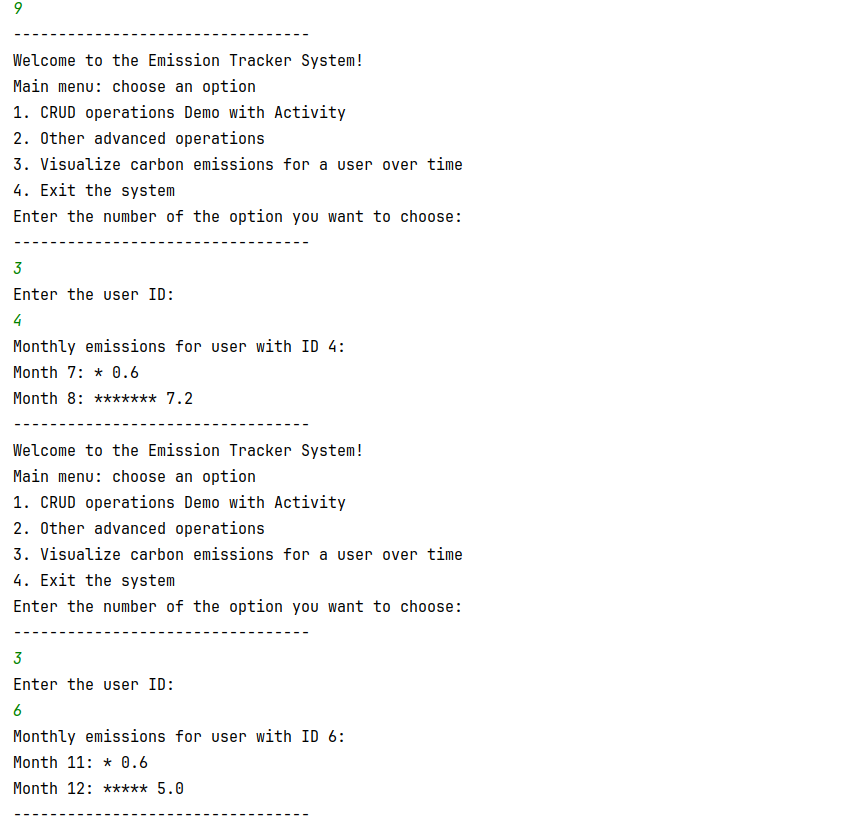 9
---------------------------------
Welcome to the Emission Tracker System!
Main menu: choose an option
1. CRUD operations Demo with Activity
2. Other advanced operations
3. Visualize carbon emissions for a user over time
4. Exit the system
Enter the number of the option you want to choose:
---------------------------------
3
Enter the user ID:
4
Monthly emissions for user with ID 4:
Month 7: * 0.6
Month 8: ******* 7.2
---------------------------------
Welcome to the Emission Tracker System!
Main menu: choose an option
1. CRUD operations Demo with Activity
2. Other advanced operations
3. Visualize carbon emissions for a user over time
4. Exit the system
Enter the number of the option you want to choose:
---------------------------------
3
Enter the user ID:
6
Monthly emissions for user with ID 6:
Month 11: * 0.6
Month 12: ***** 5.0
---------------------------------